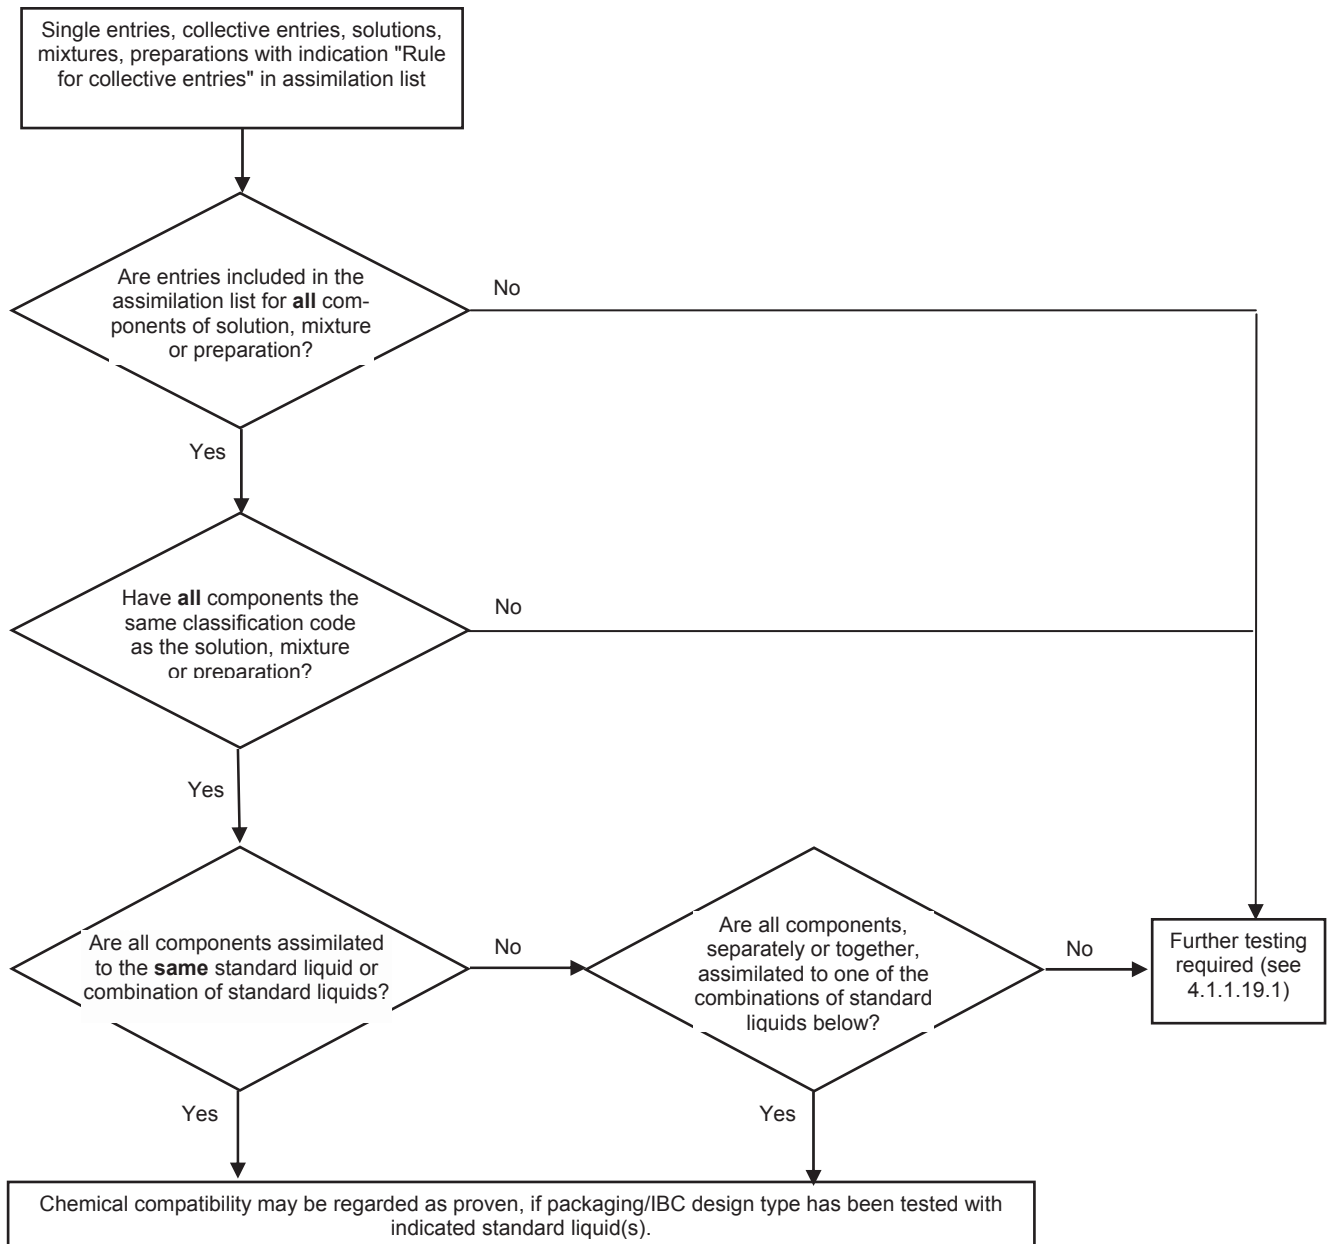 Single entries, collective entries, solutions,
mixtures, preparations with indication "Rule
for collective entries" in assimilation list
Are entries included in the
assimilation list for all com-
ponents of solution, mixture
or preparation?
No
Yes
Have all components the
same classification code
as the solution, mixture
or preparation?
No
Yes
Are all components assimilated
to the same standard liquid or
combination of standard liquids?
No
Are all components,
separately or together,
assimilated to one of the
combinations of standard
liquids below?
No
Further testing
required (see
4.1.1.19.1)
Yes
Yes
Chemical compatibility may be regarded as proven, if packaging/IBC design type has been tested with
indicated standard liquid(s).